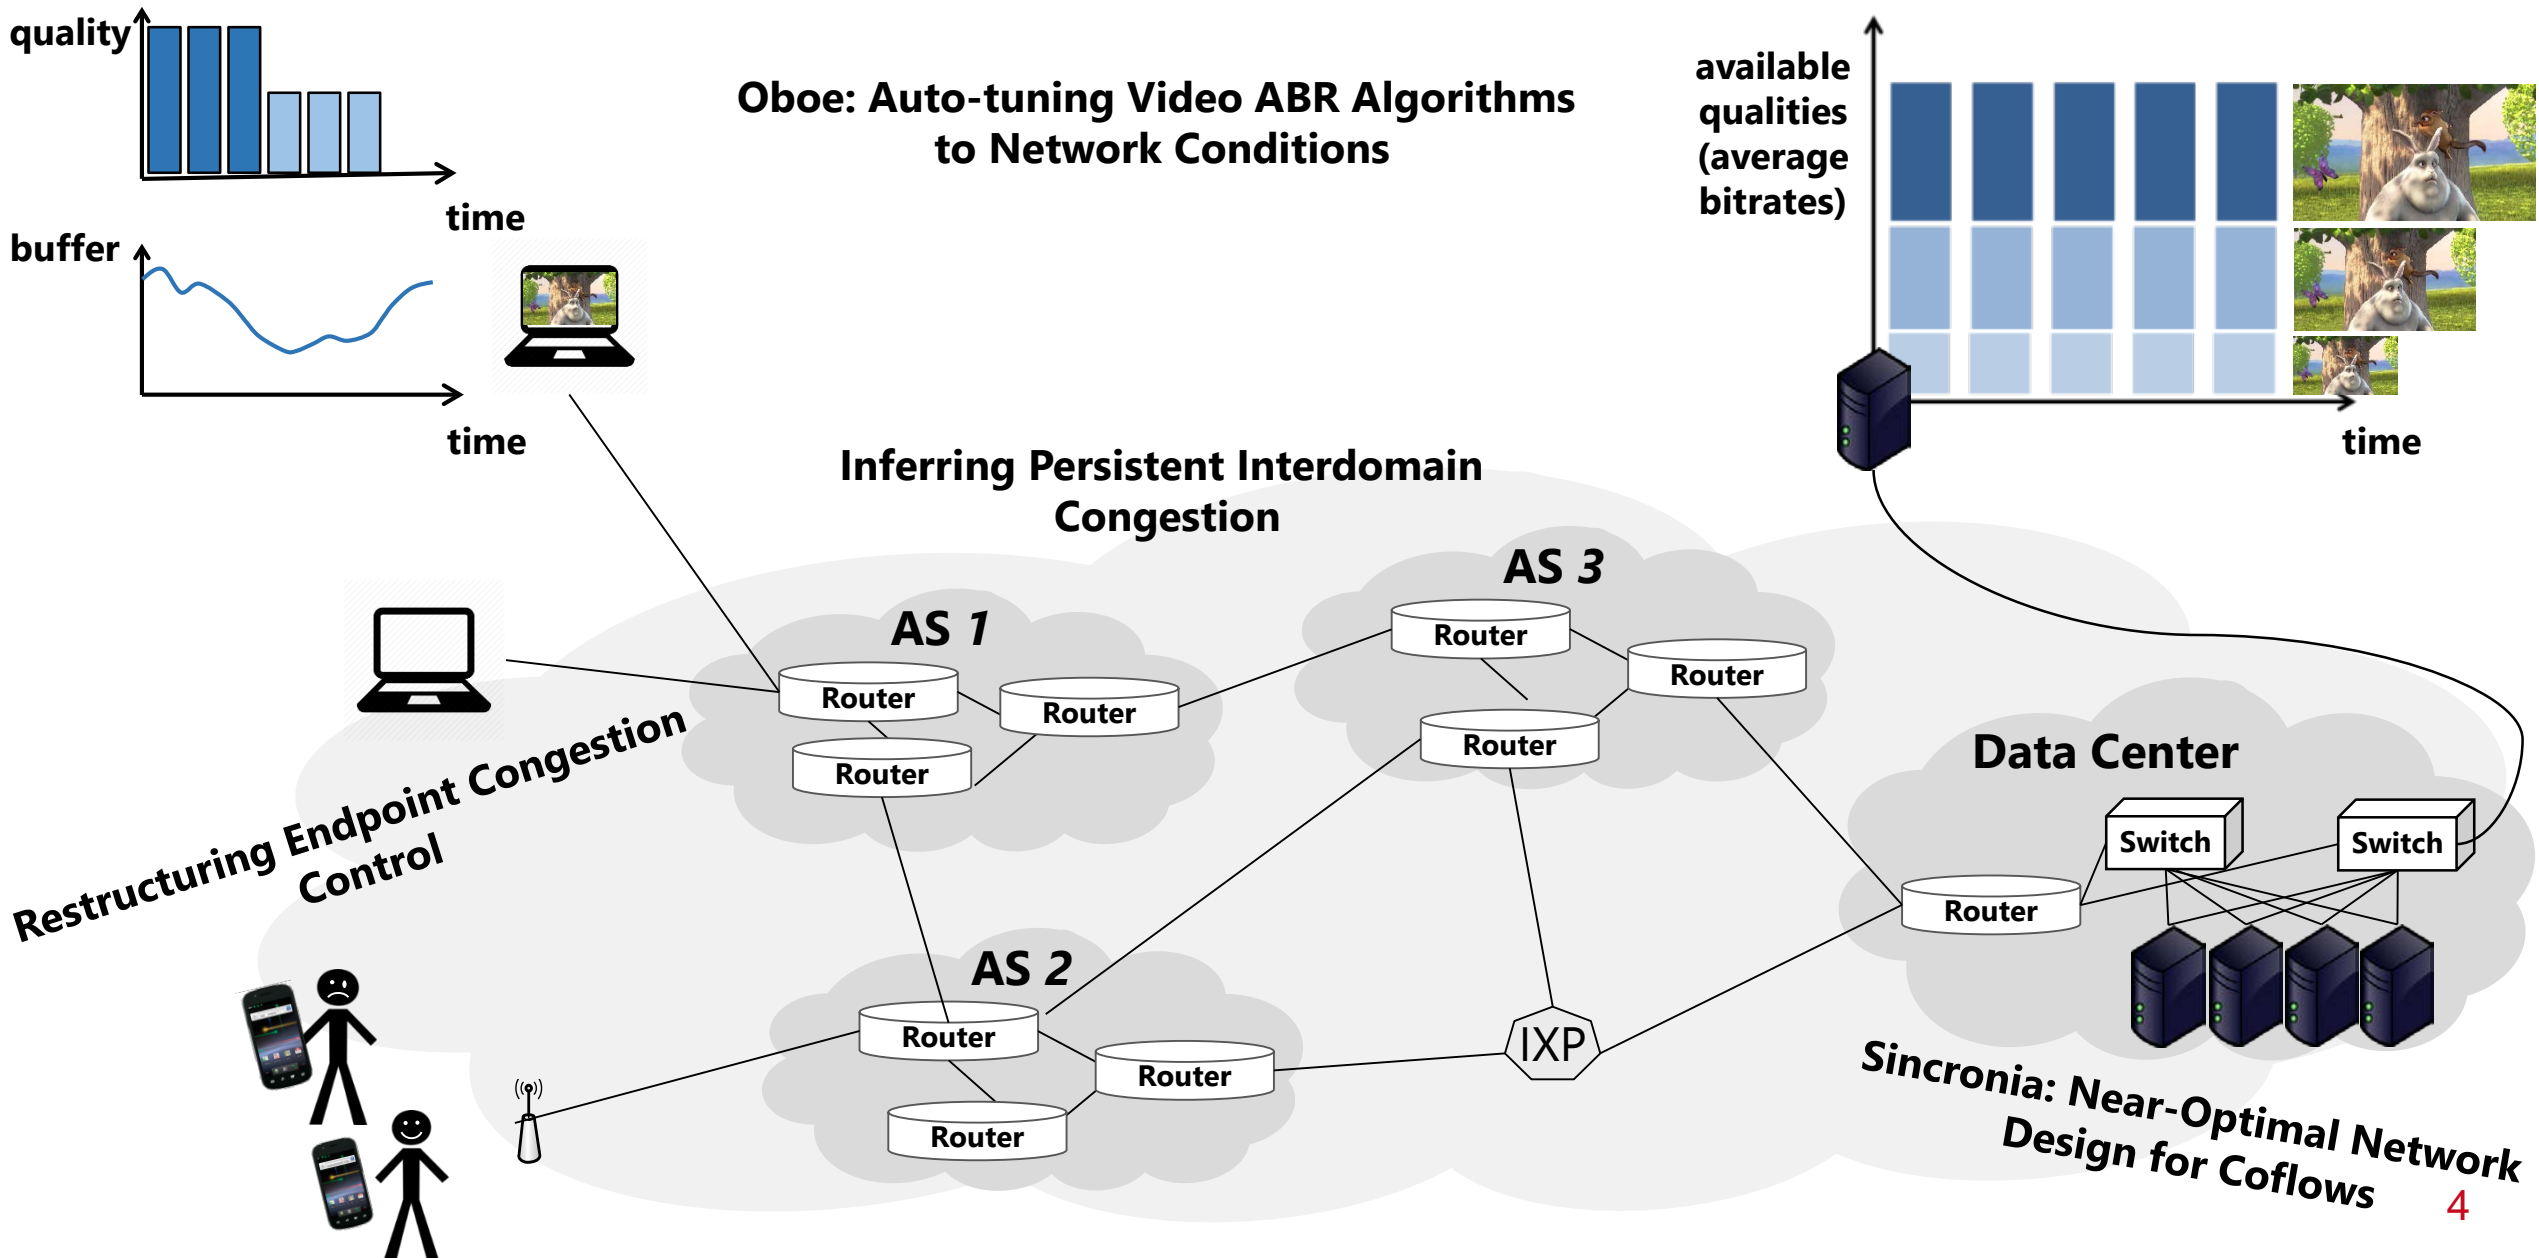 quality
time
buffer
time
Oboe: Auto-tuning Video ABR Algorithms
to Network Conditions
available
qualities
(average
bitrates)
time
Inferring Persistent Interdomain
Congestion
AS 1
Router
Router
Router
AS 3
Router
Router
Router
Restructuring Endpoint Congestion
Control
AS 2
Router
Router
Router
IXP
Data Center
Switch
Switch
Router
Sincronia: Near-Optimal Network
Design for Coflows
4